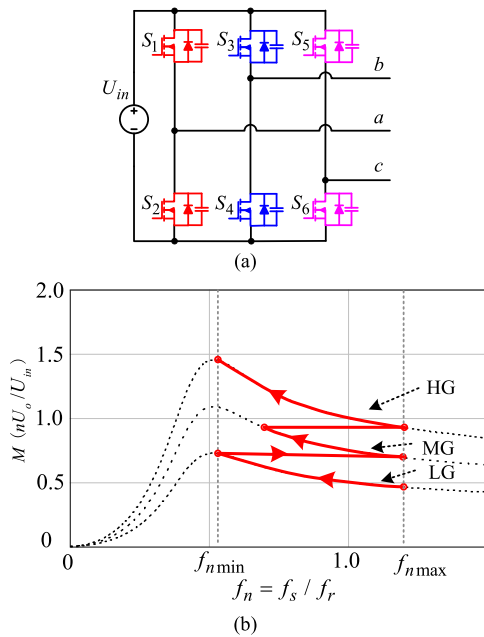 S1 S3 S5
b
Uin
a
c
S2 S4 S6
(a)
2.0
M (nUo/Uin)
1.5
HG
1.0
MG
LG
0.5
0
0 fn min 1.0 fn max
fn = fs / fr
(b)